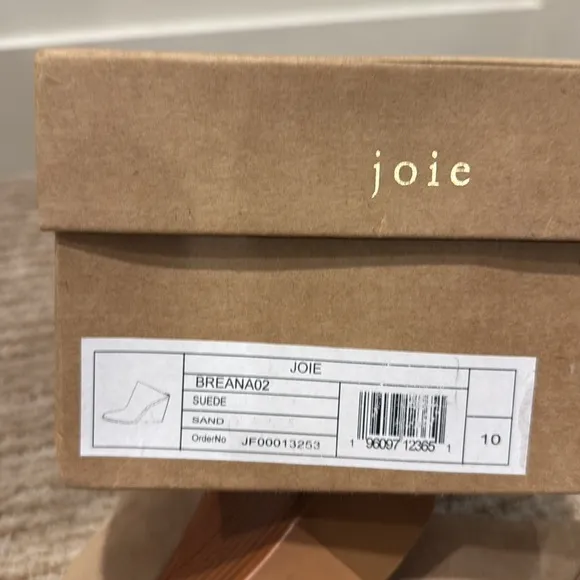 joie
JOIE
BREANA02
SUEDE
SAND
OrderNo JF00013253
1 96097 12365 1
10